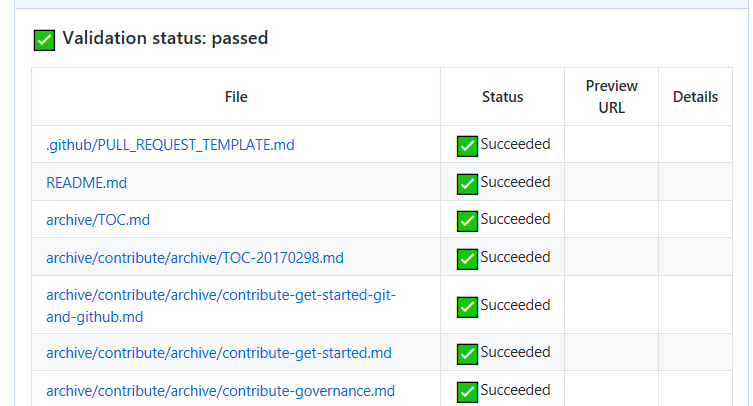 Validation status: passed
File Status Preview URL Details
.github/PULL_REQUEST_TEMPLATE.md Succeeded
README.md Succeeded
archive/TOC.md Succeeded
archive/contribute/archive/TOC-20170298.md Succeeded
archive/contribute/archive/contribute-get-started-git-
and-github.md Succeeded
archive/contribute/archive/contribute-get-started.md Succeeded
archive/contribute/archive/contribute-governance.md Succeeded